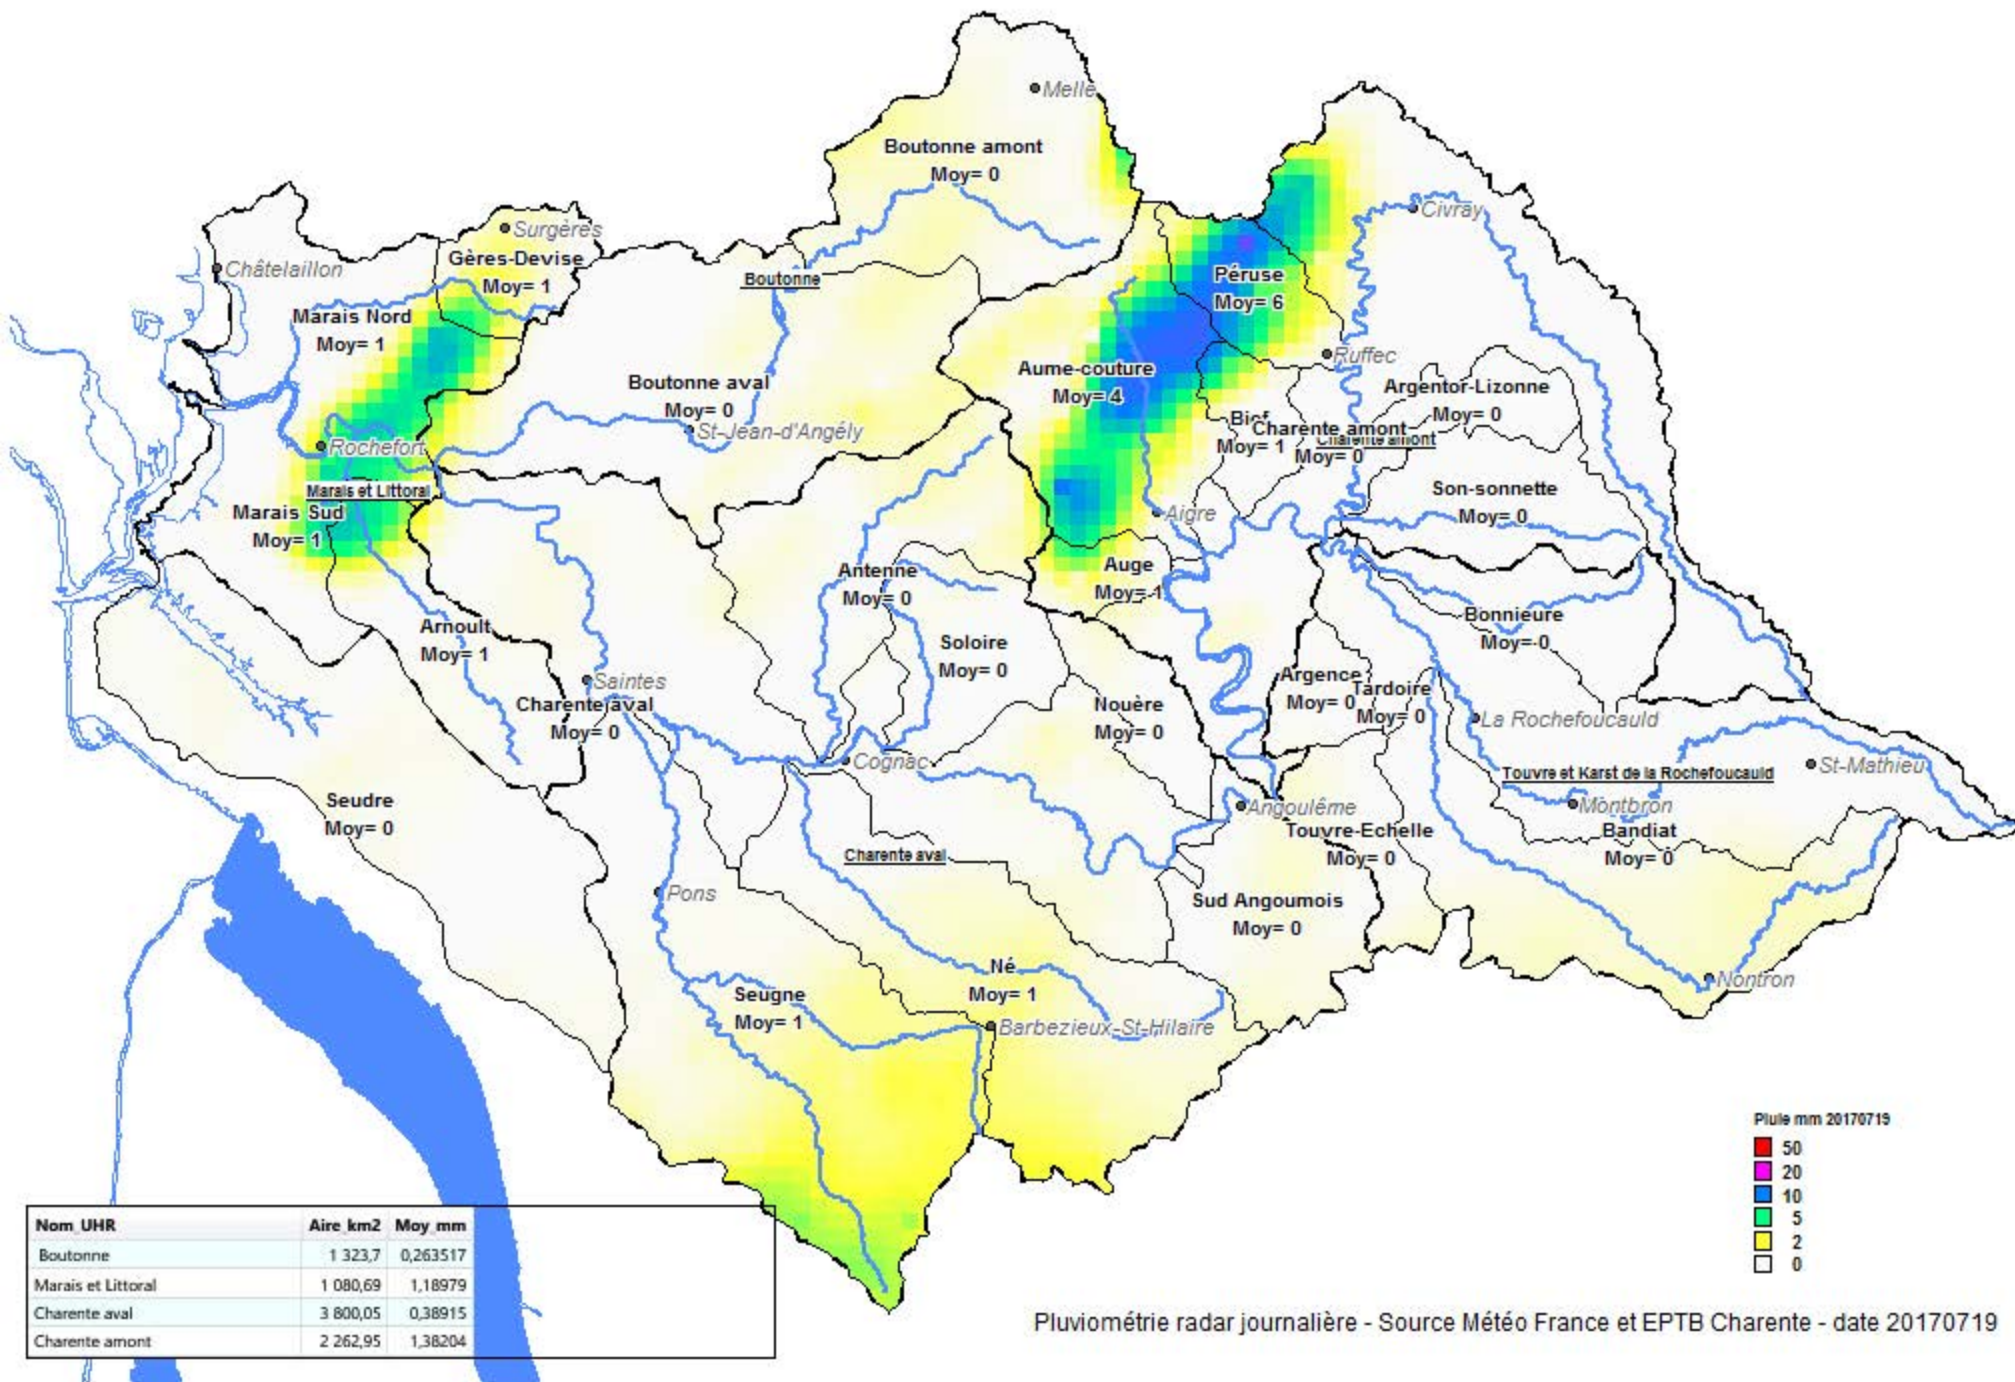 Melle
Boutonne amont
Moy= 0
Civray
Surgères
Châtelaillon
Gères-Devise
Moy= 1
Boutonne
Péruse
Moy= 6
Marais Nord
Moy= 1
Ruffec
Aume-couture
Moy= 4
Boutonne aval
Moy= 0
Argentor-Lizonne
Moy= 0
St-Jean-d'Angély
Rochefort
Bief
Moy= 1
Charente amont
Moy= 0
Charente amont
Marais et Littoral
Marais Sud
Moy= 1
Son-sonnette
Moy= 0
Aigre
Antenne
Moy= 0
Auge
Moy= 1
Arnoult
Moy= 1
Soloire
Moy= 0
Bonnieure
Moy= 0
Saintes
Charente aval
Moy= 0
Nouère
Moy= 0
Argence
Moy= 0
Tardoire
Moy= 0
La Rochefoucauld
Cognac
Touvre et Karst de la Rochefoucauld
St-Mathieu
Seudre
Moy= 0
Angoulême
Montbron
Touvre-Echelle
Moy= 0
Bandiat
Moy= 0
Charente aval
Pons
Sud Angoumois
Moy= 0
Né
Moy= 1
Seugne
Moy= 1
Nontron
Barbezieux-St-Hilaire
Pluie mm 20170719
50
20
10
5
2
0
Nom_UHR Aire_km2 Moy_mm
Boutonne 1 323,7 0,263517
Marais et Littoral 1 080,69 1,18979
Charente aval 3 800,05 0,38915
Charente amont 2 262,95 1,38204
Pluviométrie radar journalière - Source Météo France et EPTB Charente - date 20170719